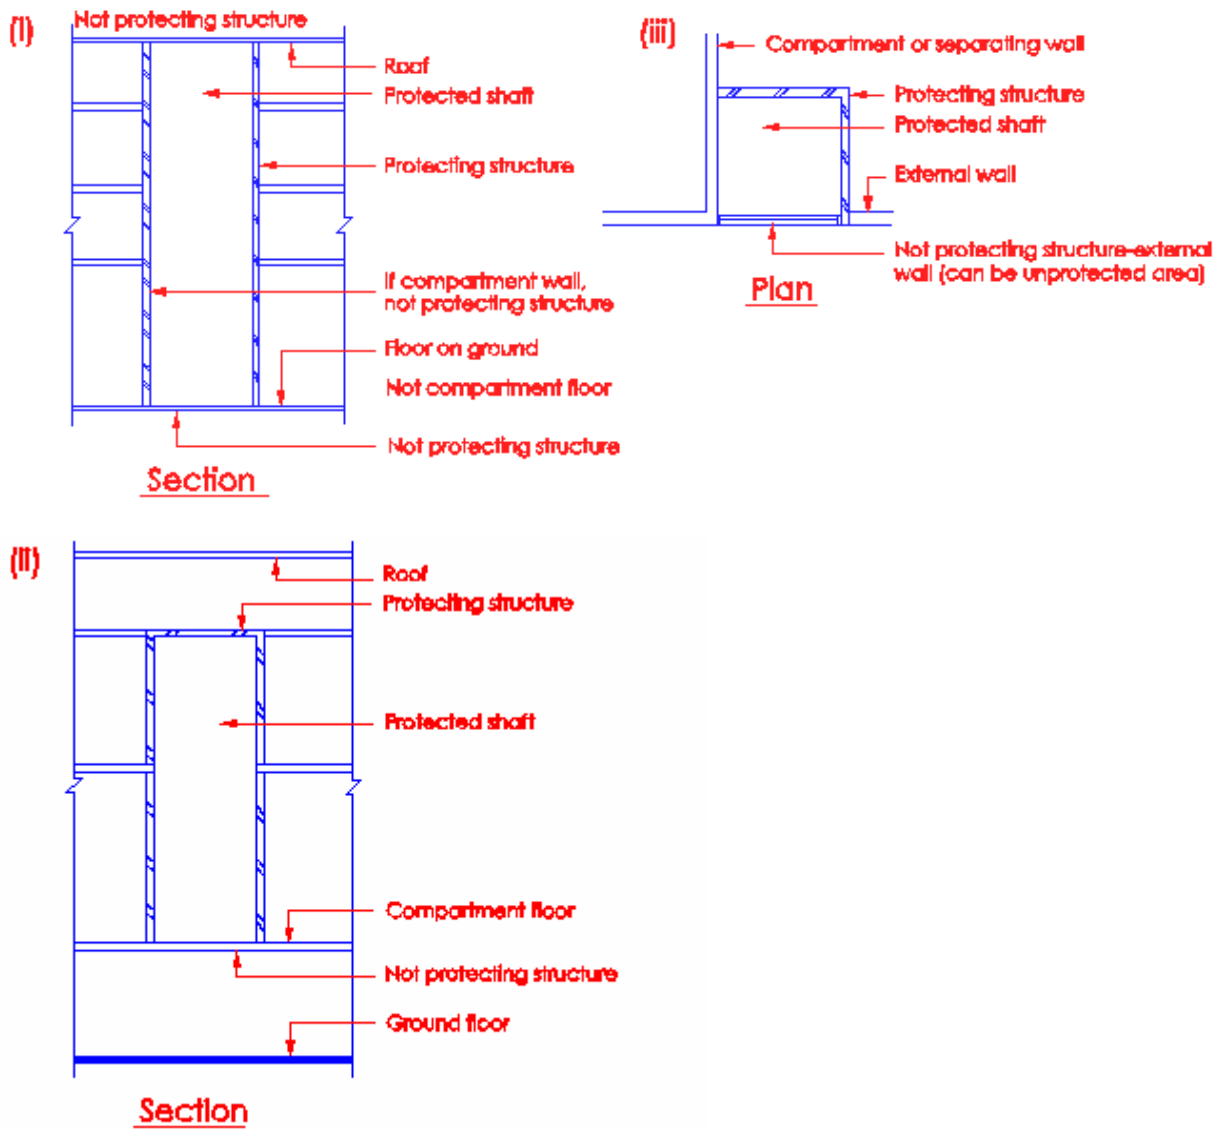 (i)
Not protecting structure
Roof
Protected shaft
Protecting structure
If compartment wall,
not protecting structure
Floor on ground
Not compartment floor
Not protecting structure
Section
(iii)
Compartment or separating wall
Protecting structure
Protected shaft
External wall
Not protecting structure-external
wall (can be unprotected area)
Plan
(ii)
Roof
Protecting structure
Protected shaft
Compartment floor
Not protecting structure
Ground floor
Section